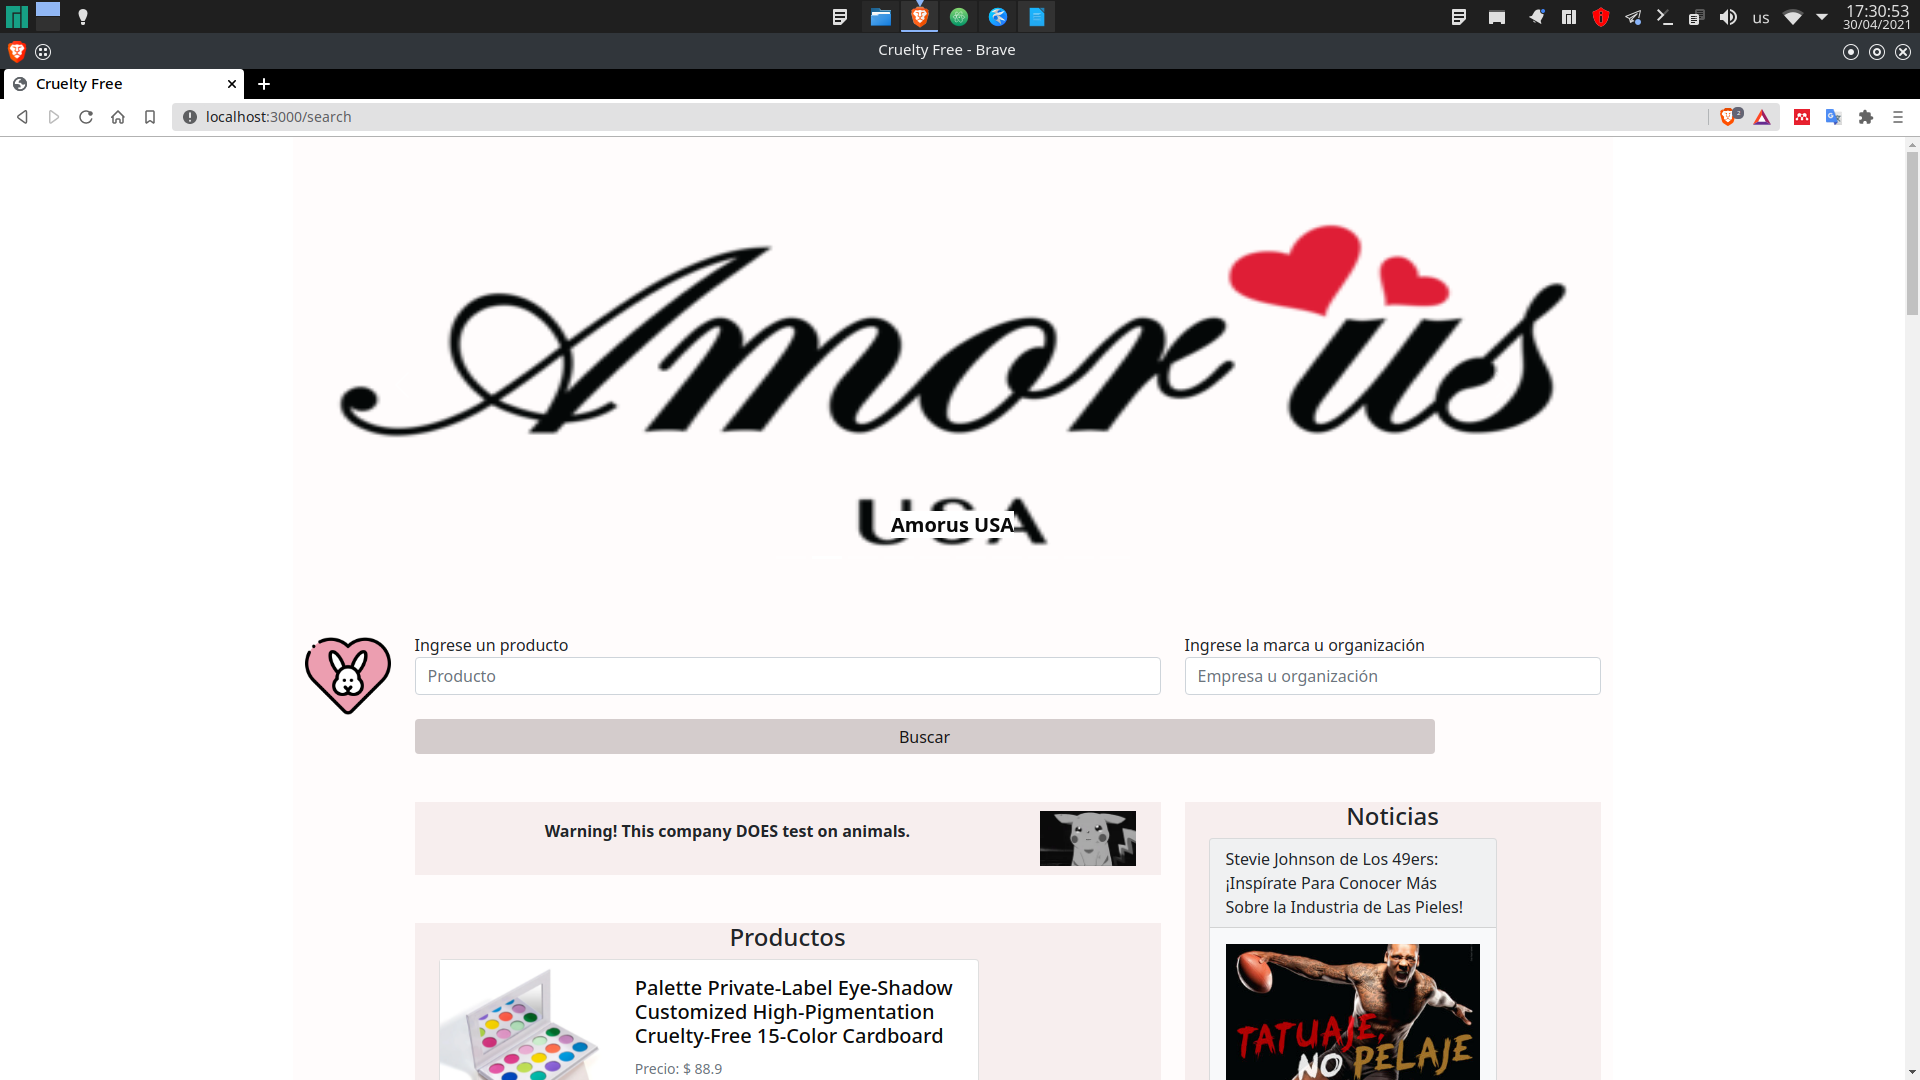 us
17:30:53
30/04/2021
Cruelty Free - Brave
Cruelty Free
localhost:3000/search
2
Amor us
USA
Amorus USA
Ingrese un producto
Ingrese la marca u organización
Producto
Empresa u organización
Buscar
Warning! This company DOES test on animals.
Noticias
Stevie Johnson de Los 49ers:
¡Inspírate Para Conocer Más
Sobre la Industria de Las Pieles!
TATUAJE,
NO PELAJE
Productos
Palette Private-Label Eye-Shadow
Customized High-Pigmentation
Cruelty-Free 15-Color Cardboard
Precio: $ 88.9